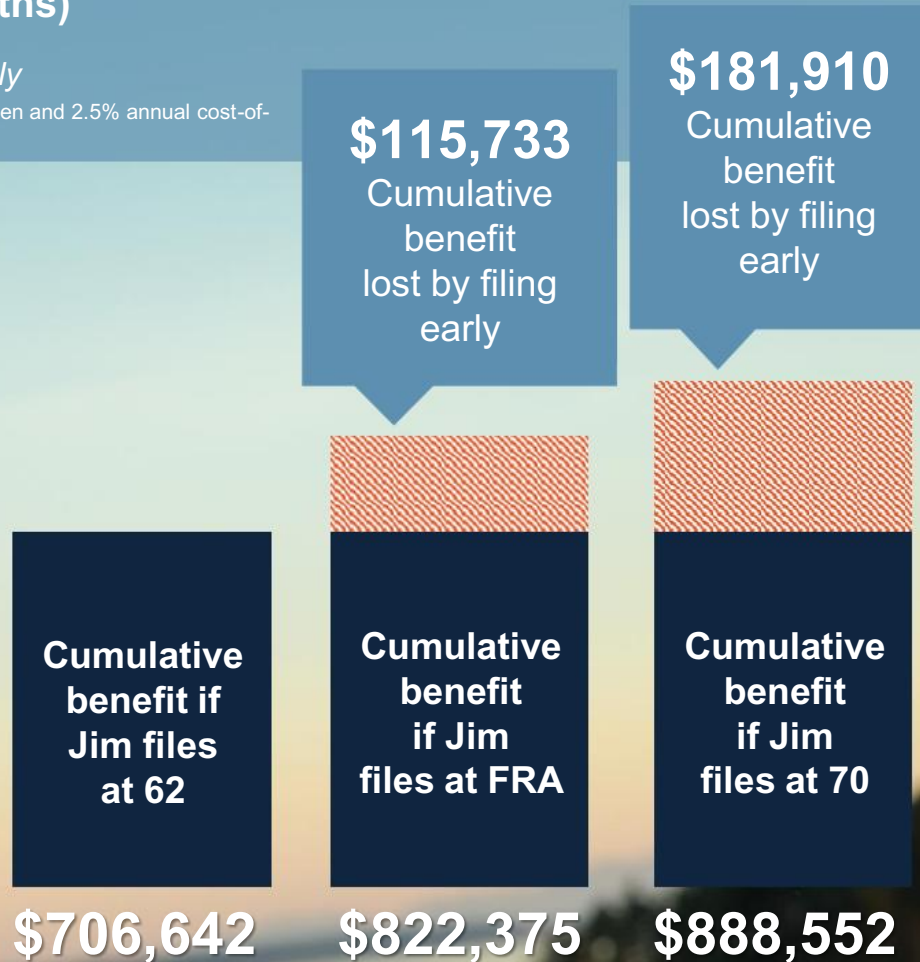 ths)
ly
en and 2.5% annual cost-of-
$115,733
Cumulative
benefit
lost by filing
early
$181,910
Cumulative
benefit
lost by filing
early
Cumulative
benefit if
Jim files
at 62
Cumulative
benefit
if Jim
files at FRA
Cumulative
benefit
if Jim
files at 70
$706,642
$822,375
$888,552